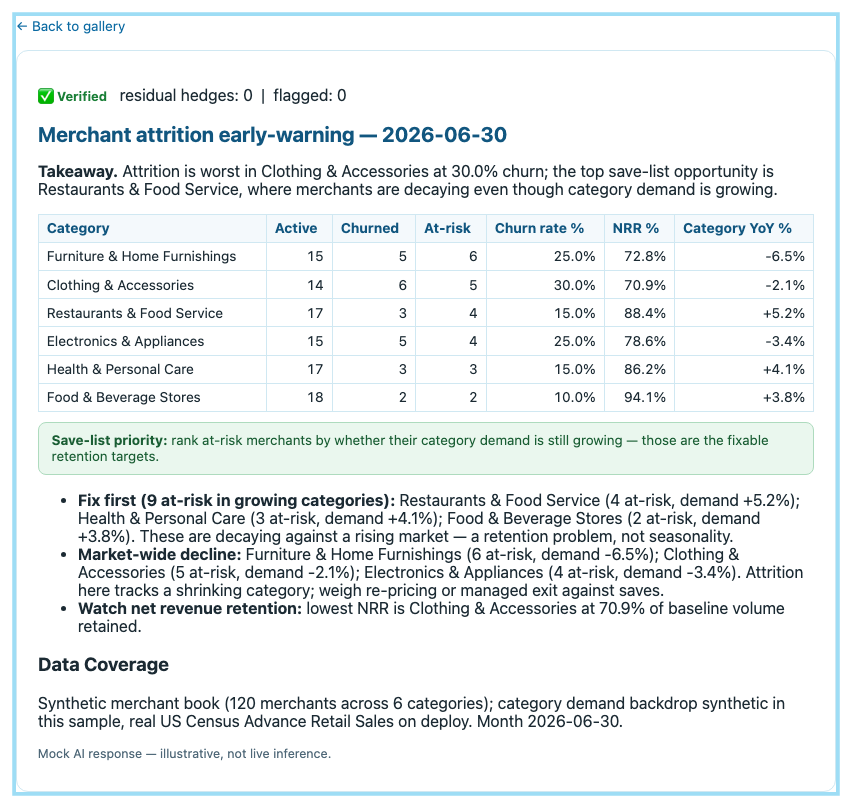 ← Back to gallery
✅ Verified residual hedges: 0 | flagged: 0
Merchant attrition early-warning — 2026-06-30
Takeaway. Attrition is worst in Clothing & Accessories at 30.0% churn; the top save-list opportunity is
Restaurants & Food Service, where merchants are decaying even though category demand is growing.
Category Active Churned At-risk Churn rate % NRR % Category YoY %
Furniture & Home Furnishings 15 5 6 25.0% 72.8% -6.5%
Clothing & Accessories 14 6 5 30.0% 70.9% -2.1%
Restaurants & Food Service 17 3 4 15.0% 88.4% +5.2%
Electronics & Appliances 15 5 4 25.0% 78.6% -3.4%
Health & Personal Care 17 3 3 15.0% 86.2% +4.1%
Food & Beverage Stores 18 2 2 10.0% 94.1% +3.8%
Save-list priority: rank at-risk merchants by whether their category demand is still growing — those are the fixable
retention targets.
• Fix first (9 at-risk in growing categories): Restaurants & Food Service (4 at-risk, demand +5.2%);
Health & Personal Care (3 at-risk, demand +4.1%); Food & Beverage Stores (2 at-risk, demand
+3.8%). These are decaying against a rising market — a retention problem, not seasonality.
• Market-wide decline: Furniture & Home Furnishings (6 at-risk, demand -6.5%); Clothing &
Accessories (5 at-risk, demand -2.1%); Electronics & Appliances (4 at-risk, demand -3.4%). Attrition
here tracks a shrinking category; weigh re-pricing or managed exit against saves.
• Watch net revenue retention: lowest NRR is Clothing & Accessories at 70.9% of baseline volume
retained.
Data Coverage
Synthetic merchant book (120 merchants across 6 categories); category demand backdrop synthetic in
this sample, real US Census Advance Retail Sales on deploy. Month 2026-06-30.
Mock AI response — illustrative, not live inference.